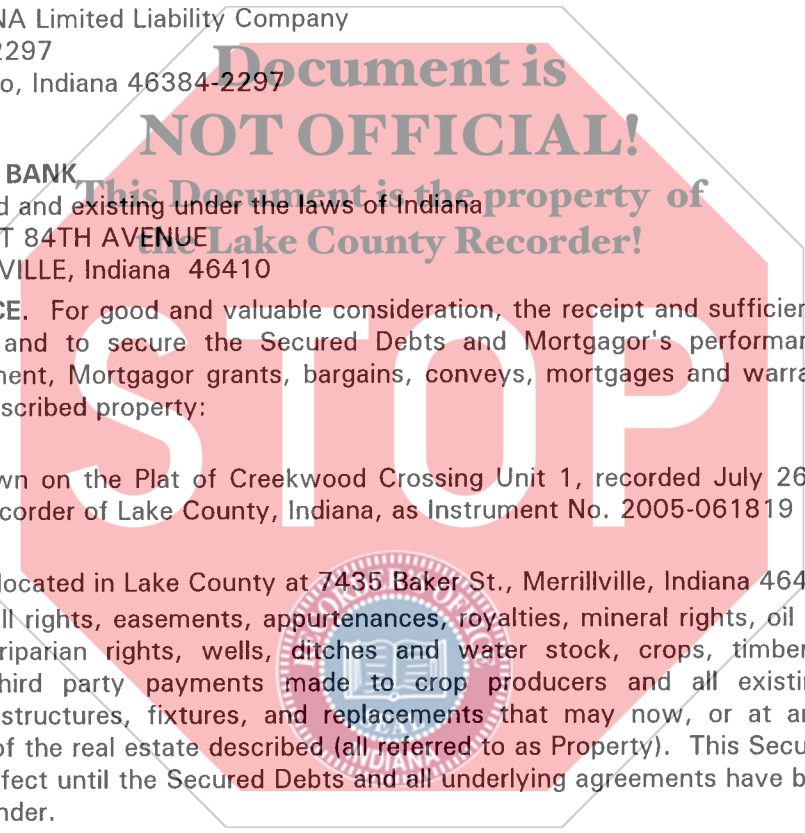 NA Limited Liability Company
2297
o, Indiana 46384-2297
Document is
NOT OFFICIAL!
BANK
This Document is the property of
d and existing under the laws of Indiana
T 84TH AVENUE
the Lake County Recorder!
VILLE, Indiana 46410
CE. For good and valuable consideration, the receipt and sufficien
and to secure the Secured Debts and Mortgagor's performan
ment, Mortgagor grants, bargains, conveys, mortgages and warra
scribed property:
STOP
wn on the Plat of Creekwood Crossing Unit 1, recorded July 26
corder of Lake County, Indiana, as Instrument No. 2005-061819
located in Lake County at 7435 Baker St., Merrillville, Indiana 464
ll rights, easements, appurtenances, royalties, mineral rights, oil
riparian rights, wells, ditches and water stock, crops, timber
hird party payments made to crop producers and all existin
structures, fixtures, and replacements that may now, or at an
of the real estate described (all referred to as Property). This Secu
fect until the Secured Debts and all underlying agreements have b
nder.
SEAL
INDIANA